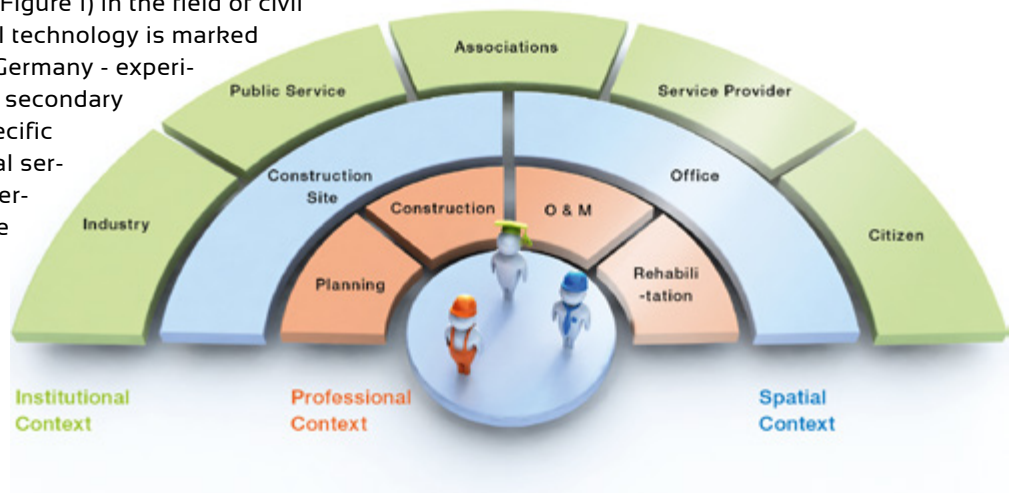 Figure 1) in the field of civil
l technology is marked
Germany - experi-
secondary
ecific
al ser-
er-
e
Associations
Public Service
Service Provider
Industry
Citizen
Construction
Site
Office
Construction
O & M
Planning
Rehabili
-tation
Institutional
Context
Professional
Context
Spatial
Context